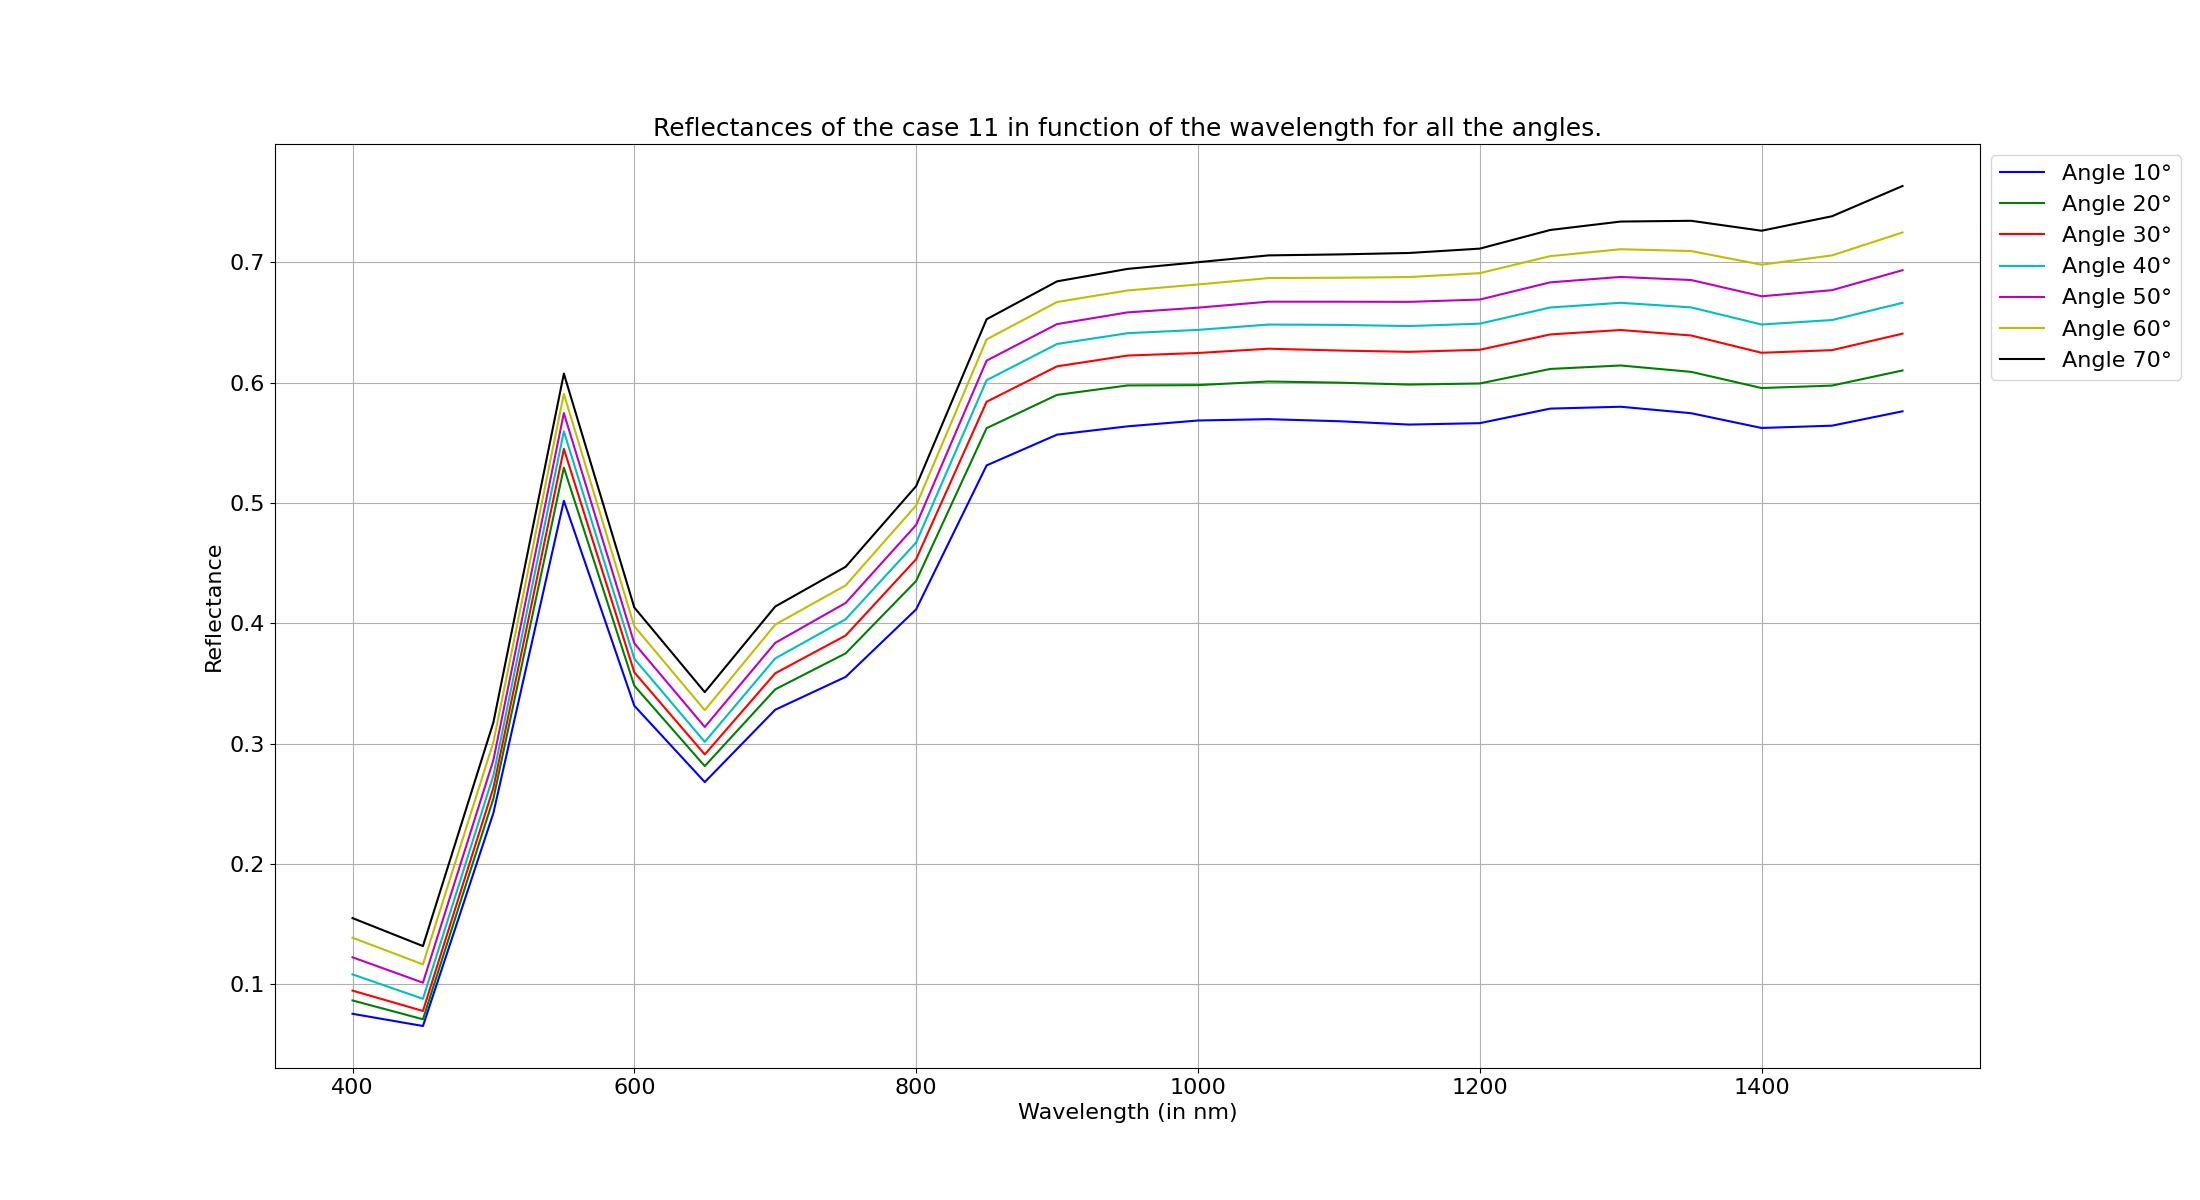 Reflectances of the case 11 in function of the wavelength for all the angles.
Angle 10°
Angle 20°
Angle 30°
Angle 40°
Angle 50°
Angle 60°
Angle 70°
Reflectance
0.7
0.6
0.5
0.4
0.3
0.2
0.1
400 600 800 1000 1200 1400
Wavelength (in nm)